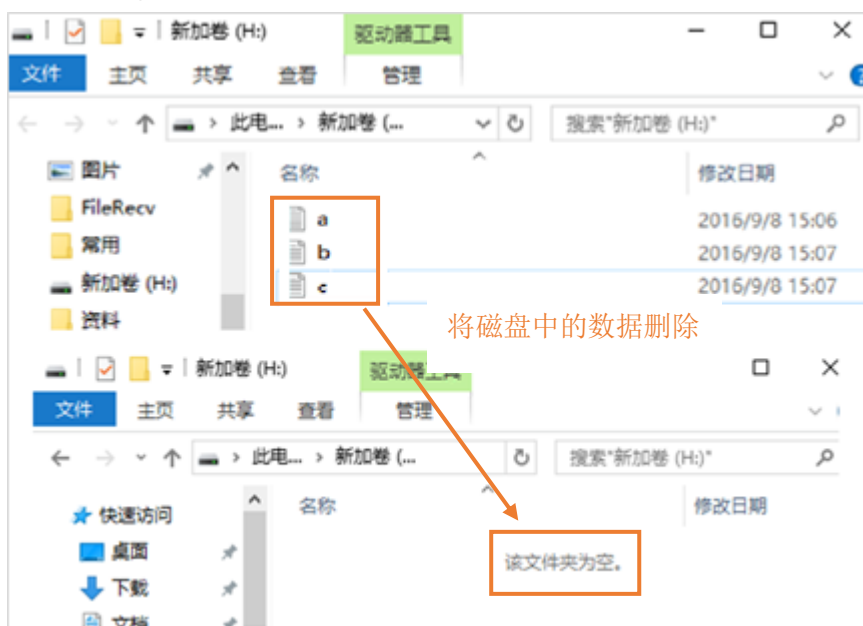 新加卷 (H:) 驱动器工具
文件 主页 共享 查看 管理
此电... › 新加卷 (... 搜索"新加卷 (H:)"
图片 名称 修改日期
FileRecv a 2016/9/8 15:06
常用 b 2016/9/8 15:07
新加卷 (H:) c 2016/9/8 15:07
资料 将磁盘中的数据删除
新加卷 (H:) 驱动器工具
文件 主页 共享 查看 管理
此电... › 新加卷 (... 搜索"新加卷 (H:)"
快速访问 名称 修改日期
桌面 该文件夹为空。
下载
文档